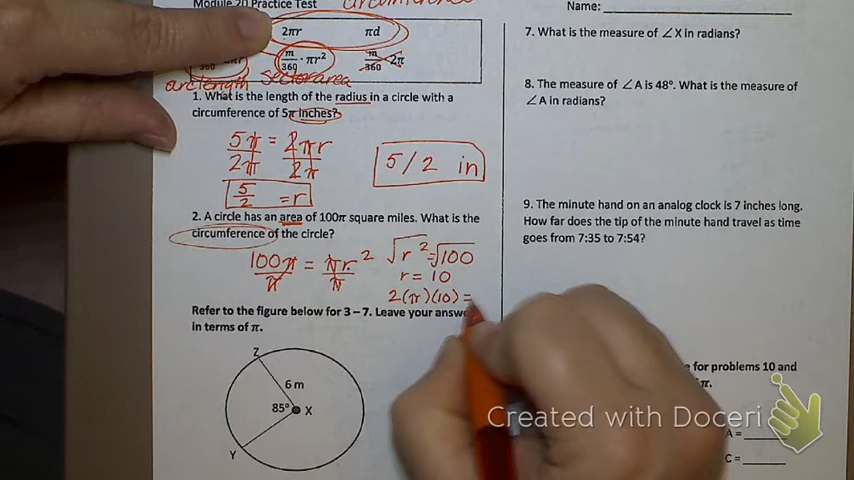 Module 20 Practice Test circumference
Name:
2πr πd
m/360 · πr² m/360 · 2π
arc length sector area
1. What is the length of the radius in a circle with a
circumference of 5π inches?
5π = 2πr
2π 2π
5/2 = r
5/2 in
2. A circle has an area of 100π square miles. What is the
circumference of the circle?
100π = πr²
π π
√r² = √100
r = 10
2(π)(10) =
Refer to the figure below for 3 – 7. Leave your answ
in terms of π.
Z
6 m
85° X
Y
7. What is the measure of ∠X in radians?
8. The measure of ∠A is 48°. What is the measure of
∠A in radians?
9. The minute hand on an analog clock is 7 inches long.
How far does the tip of the minute hand travel as time
goes from 7:35 to 7:54?
e for problems 10 and
A =
C =
Created with Doceri